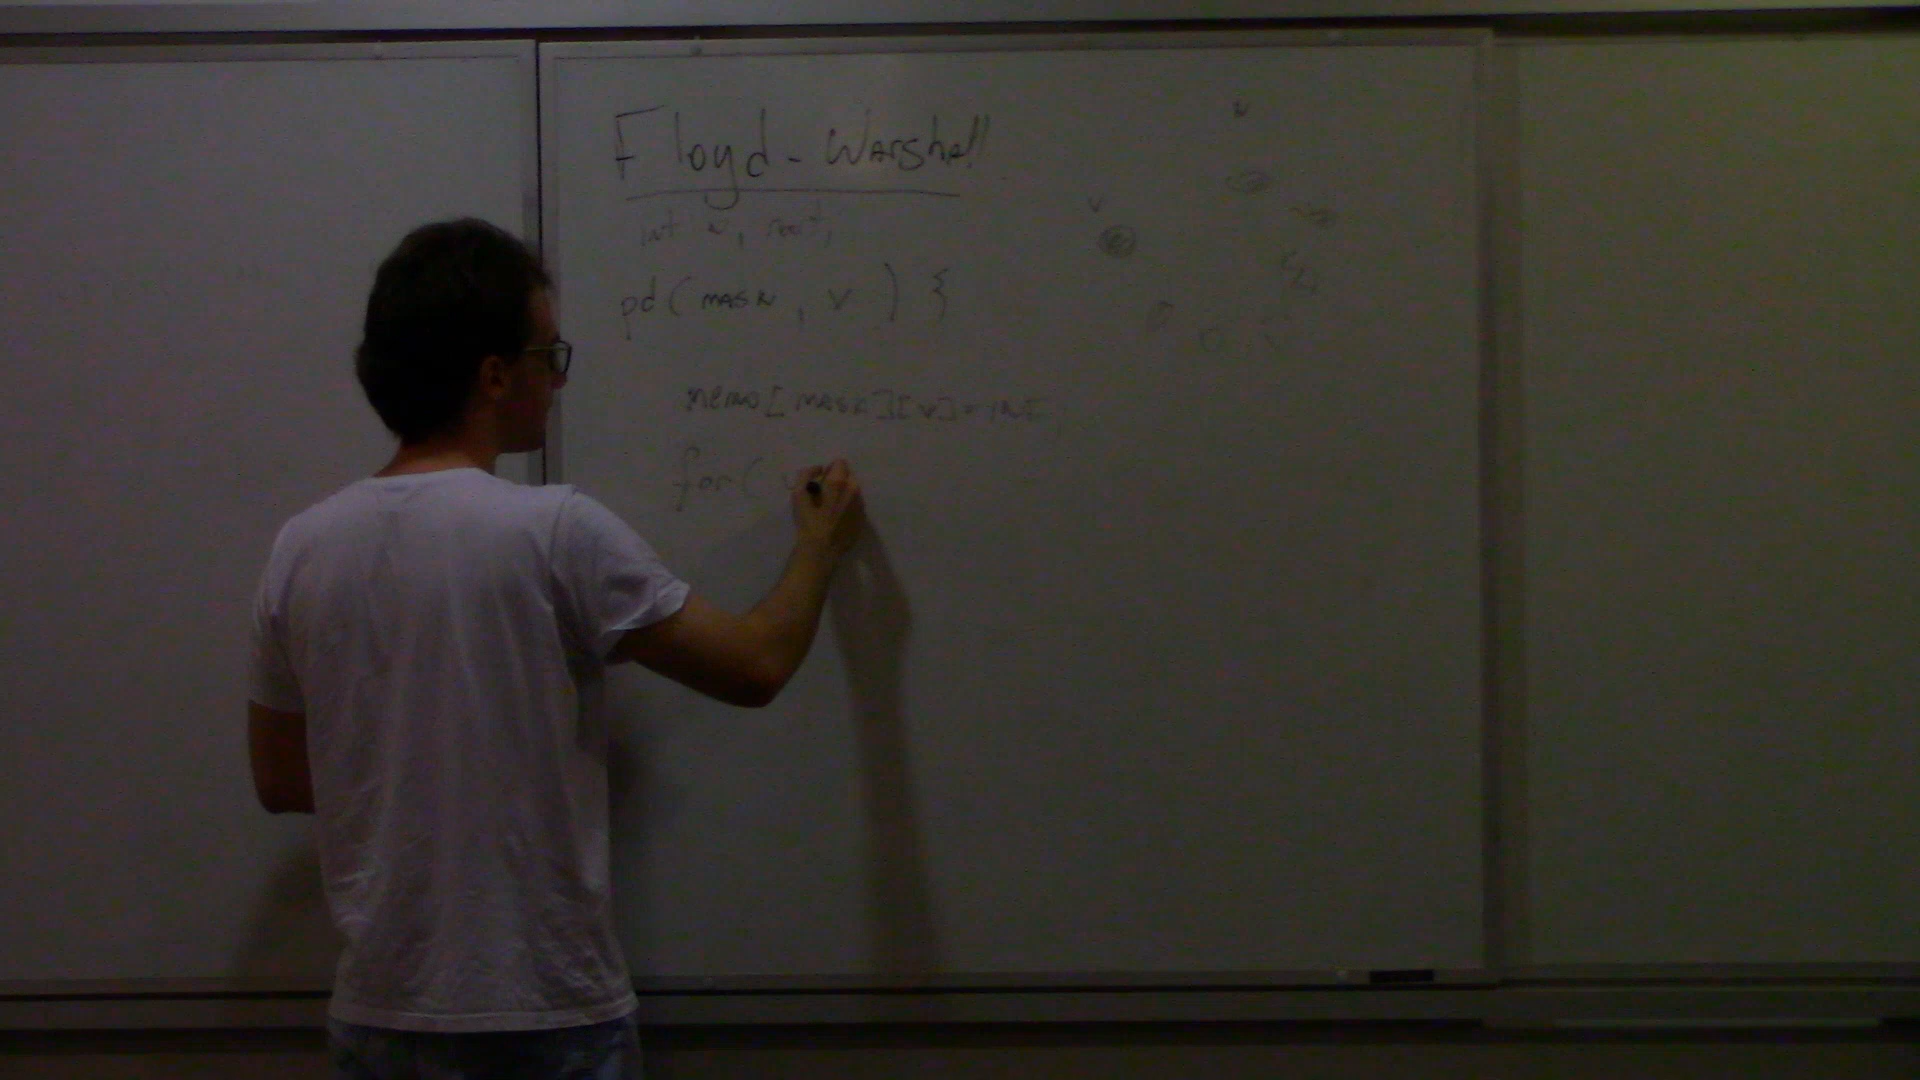 Floyd-Warshall
int N, root;
pd(mask, v) {
memo[mask][v] = INF;
for(
v